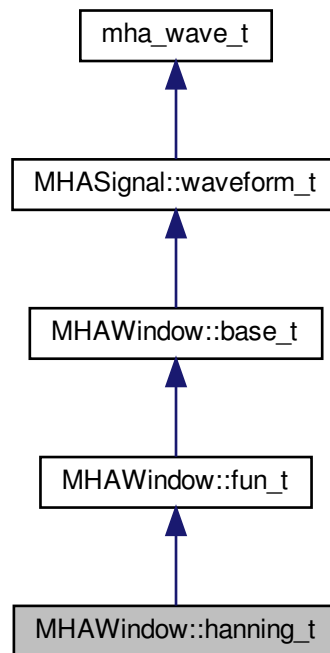 mha_wave_t
MHASignal::waveform_t
MHAWindow::base_t
MHAWindow::fun_t
MHAWindow::hanning_t